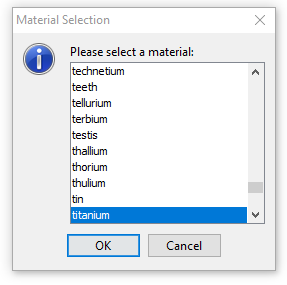 Material Selection
Please select a material:
technetium
teeth
tellurium
terbium
testis
thallium
thorium
thulium
tin
titanium
OK
Cancel